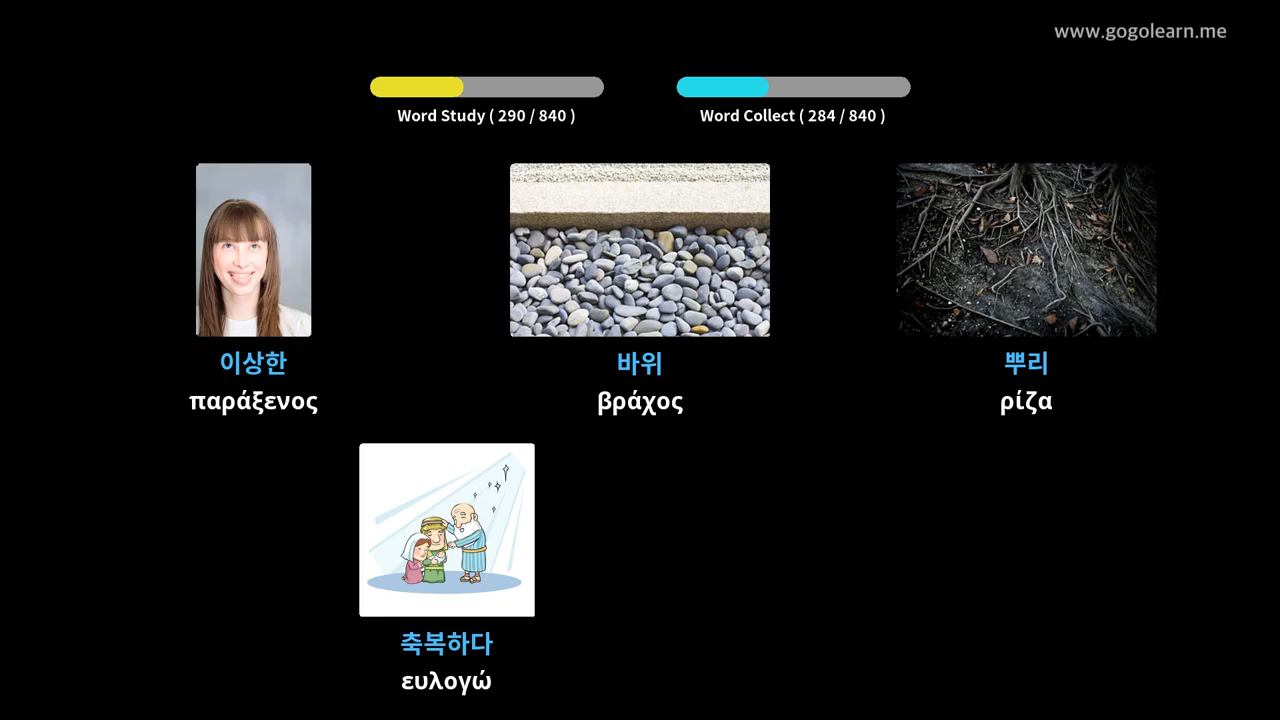 www.gogolearn.me
Word Study ( 290 / 840 )
Word Collect ( 284 / 840 )
이상한
παράξενος
바위
βράχος
뿌리
ρίζα
축복하다
ευλογώ